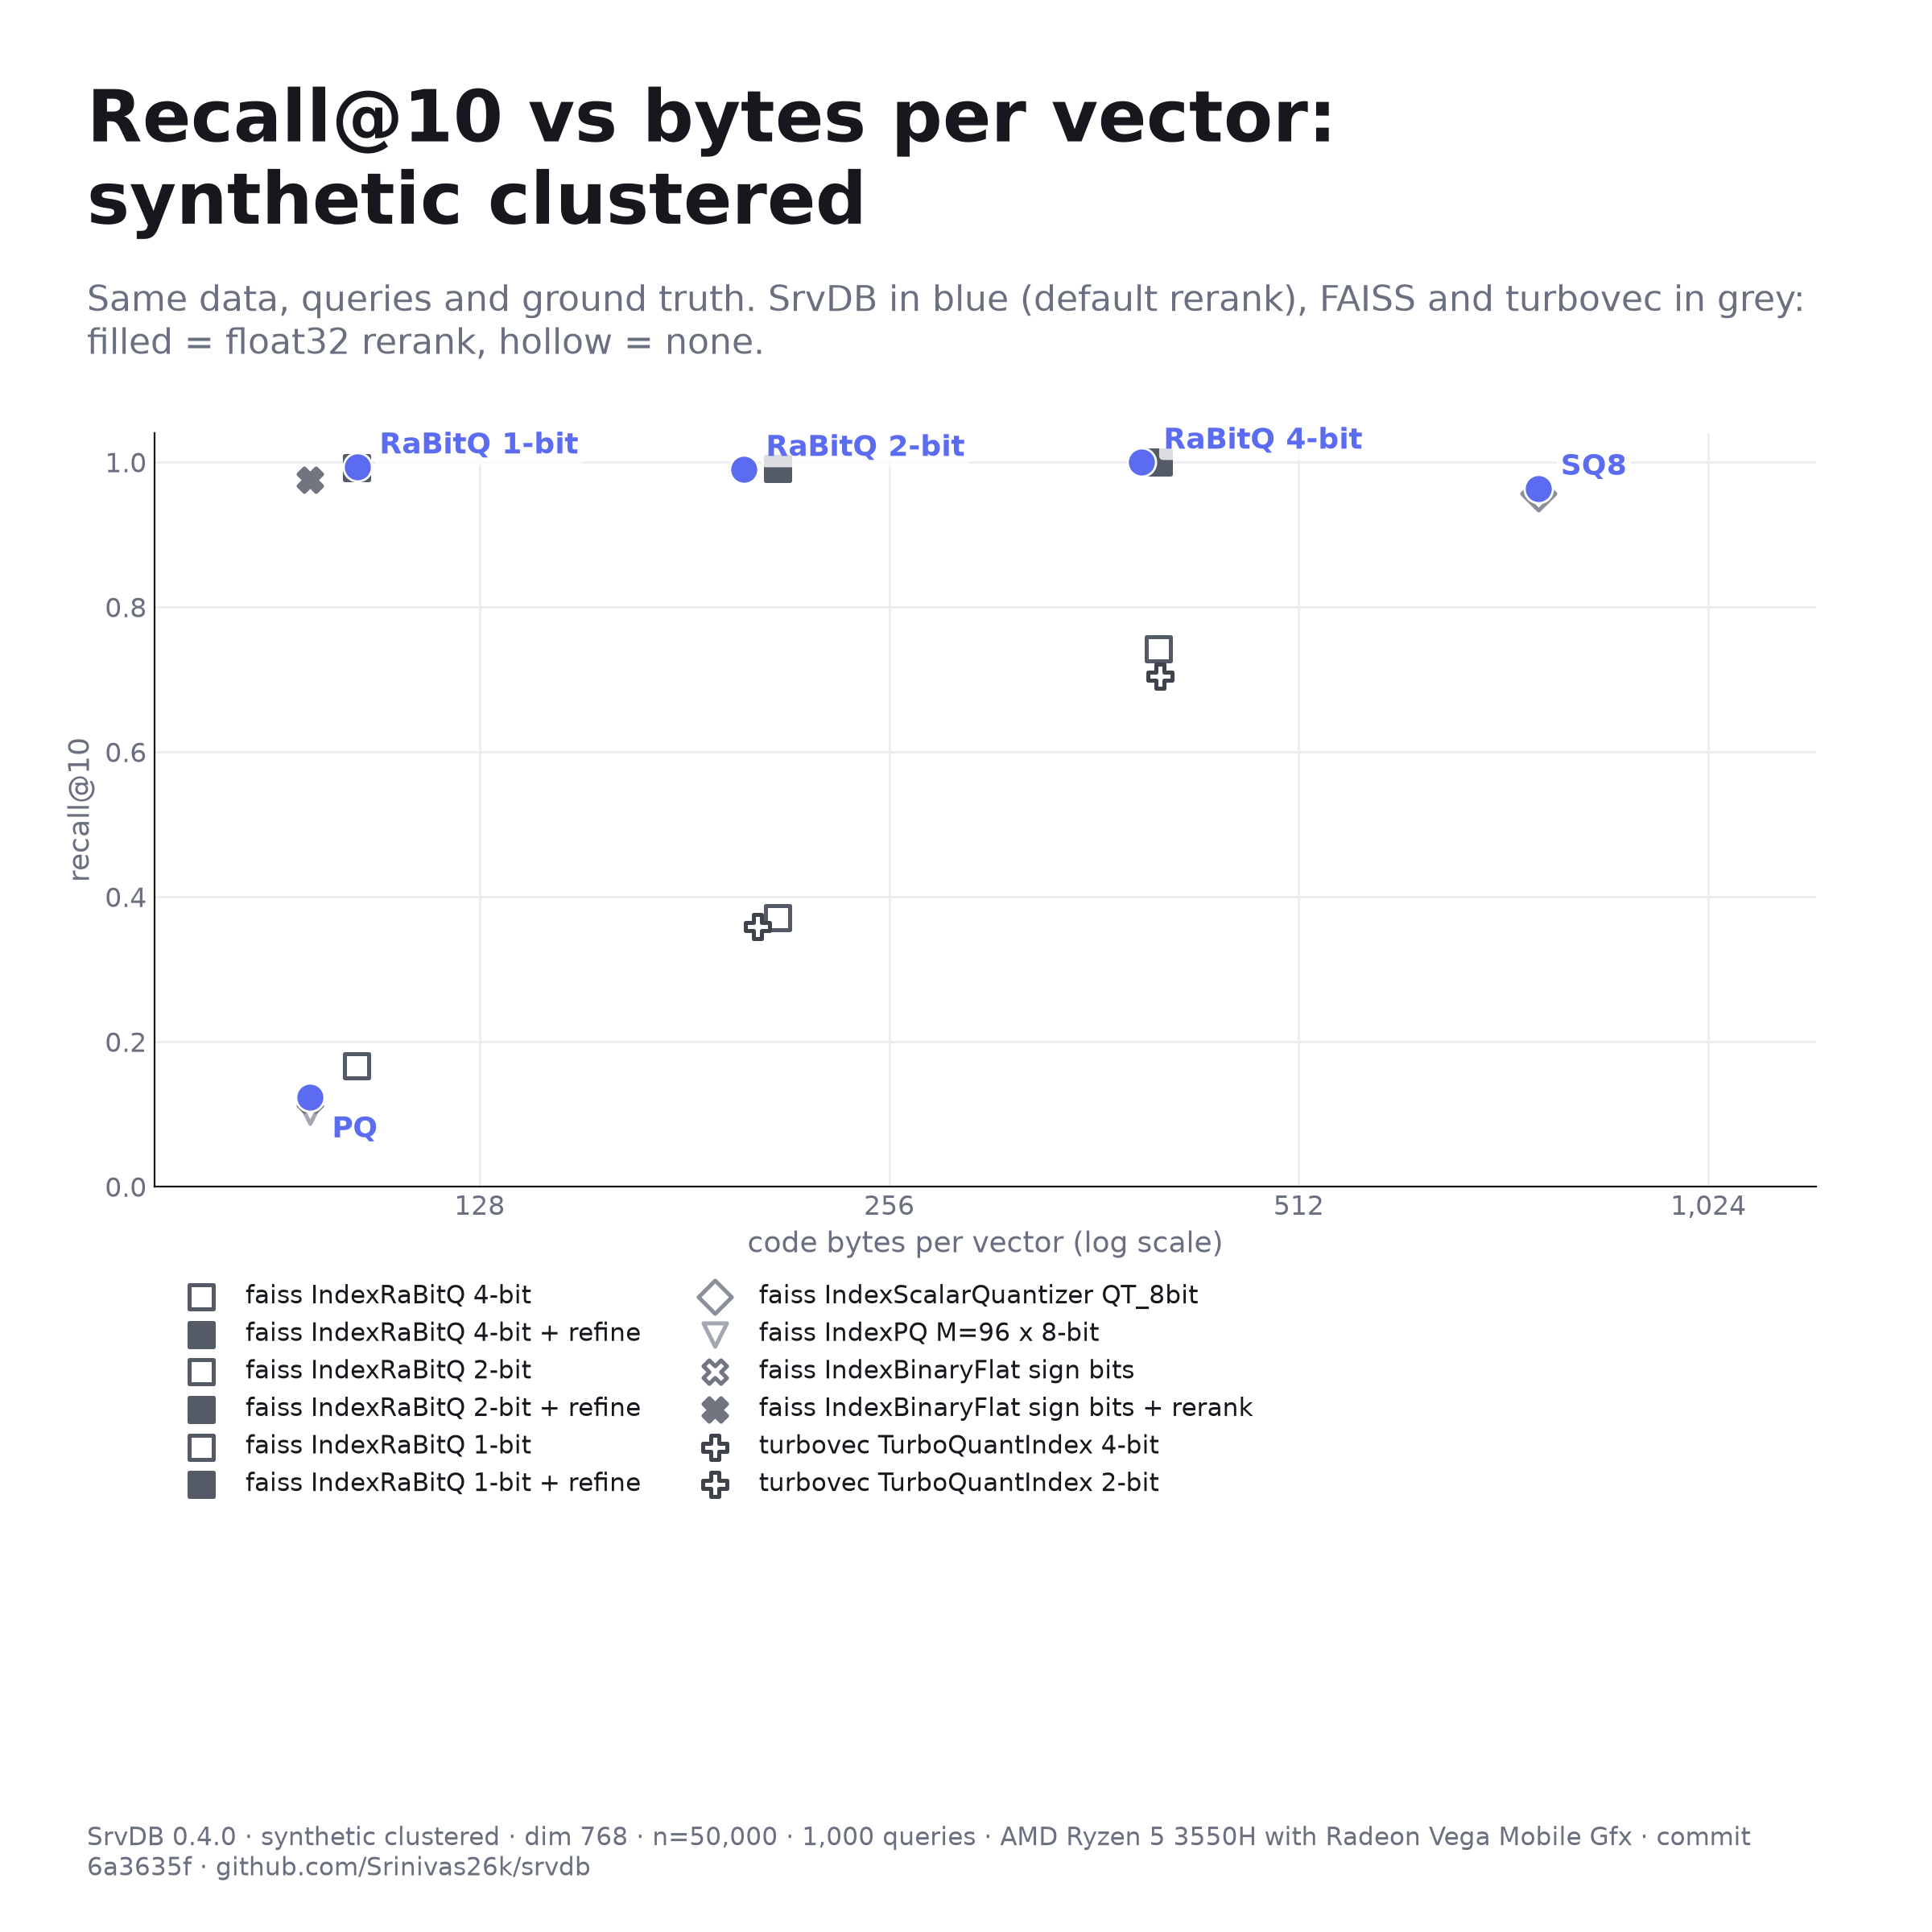 Recall@10 vs bytes per vector:
synthetic clustered
Same data, queries and ground truth. SrvDB in blue (default rerank), FAISS and turbovec in grey:
filled = float32 rerank, hollow = none.
RaBitQ 1-bit
RaBitQ 2-bit
RaBitQ 4-bit
SQ8
PQ
1.0
0.8
0.6
0.4
0.2
0.0
recall@10
128
256
512
1,024
code bytes per vector (log scale)
faiss IndexRaBitQ 4-bit
faiss IndexRaBitQ 4-bit + refine
faiss IndexRaBitQ 2-bit
faiss IndexRaBitQ 2-bit + refine
faiss IndexRaBitQ 1-bit
faiss IndexRaBitQ 1-bit + refine
faiss IndexScalarQuantizer QT_8bit
faiss IndexPQ M=96 x 8-bit
faiss IndexBinaryFlat sign bits
faiss IndexBinaryFlat sign bits + rerank
turbovec TurboQuantIndex 4-bit
turbovec TurboQuantIndex 2-bit
SrvDB 0.4.0 · synthetic clustered · dim 768 · n=50,000 · 1,000 queries · AMD Ryzen 5 3550H with Radeon Vega Mobile Gfx · commit
6a3635f · github.com/Srinivas26k/srvdb